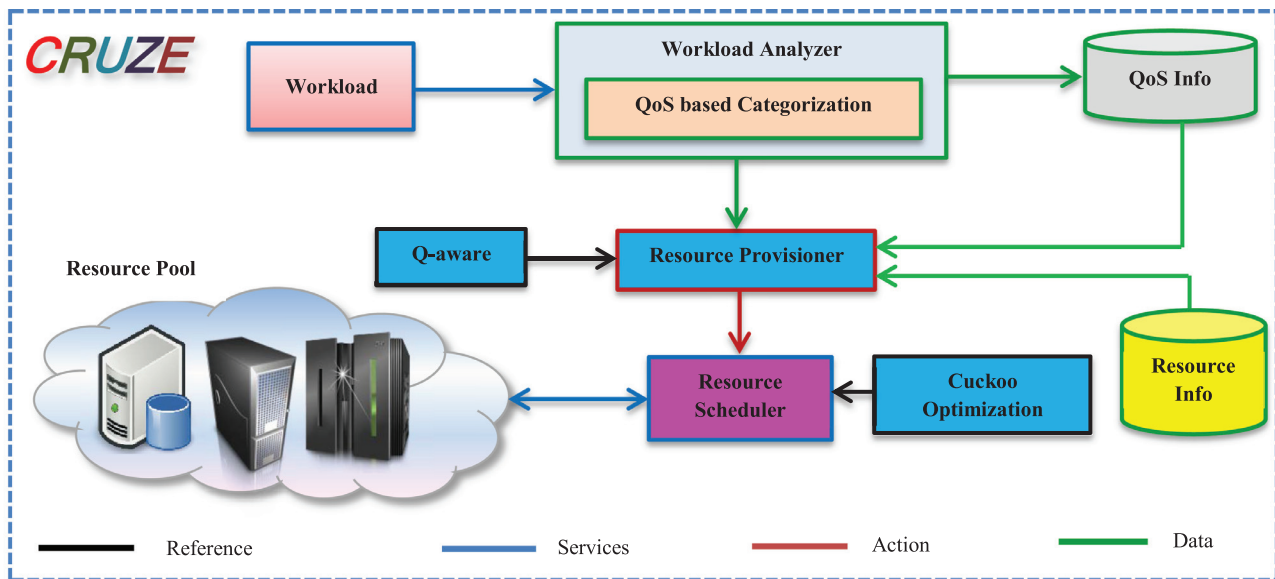 CRUZE
Workload
Workload Analyzer
QoS based Categorization
QoS Info
Q-aware
Resource Provisioner
Resource Pool
Resource
Scheduler
Cuckoo
Optimization
Resource
Info
Reference
Services
Action
Data